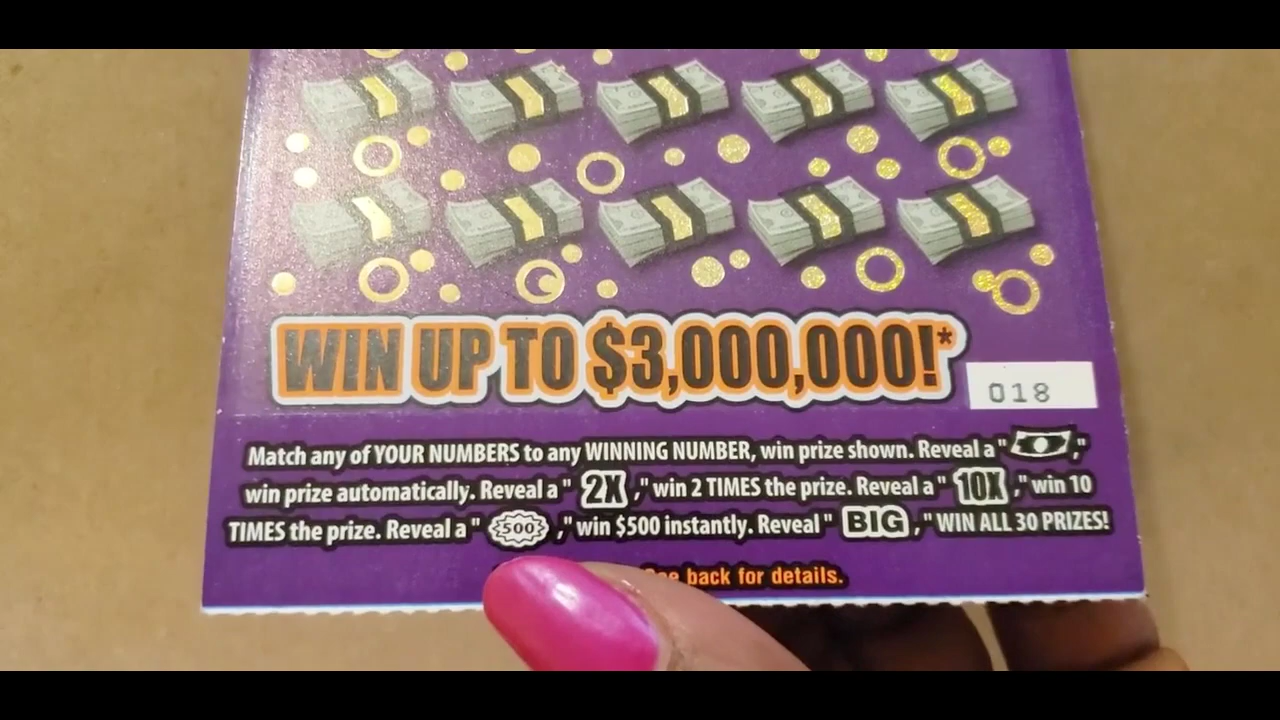 WIN UP TO $3,000,000!*
018
Match any of YOUR NUMBERS to any WINNING NUMBER, win prize shown. Reveal a " ,"
win prize automatically. Reveal a " 2X ," win 2 TIMES the prize. Reveal a " 10X ," win 10
TIMES the prize. Reveal a " 500 ," win $500 instantly. Reveal " BIG ," WIN ALL 30 PRIZES!
back for details.